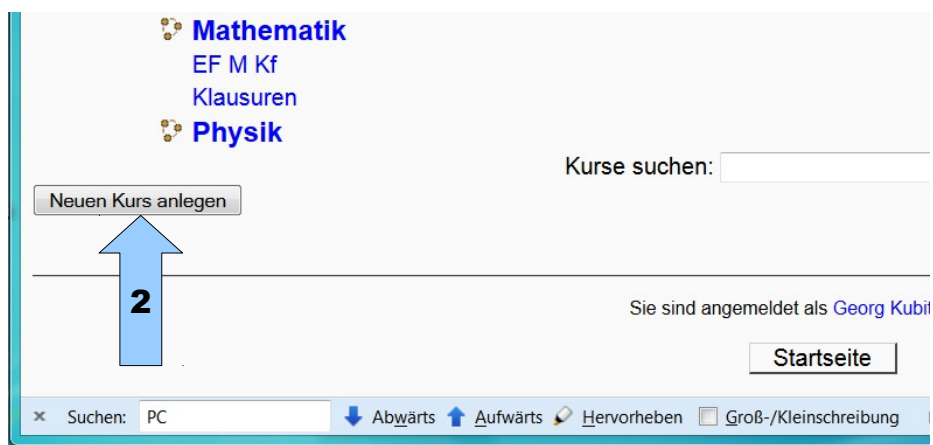 Mathematik
EF M Kf
Klausuren
Physik
Kurse suchen:
Neuen Kurs anlegen
2
Sie sind angemeldet als Georg Kubit
Startseite
× Suchen: PC Abwärts Aufwärts Hervorheben Groß-/Kleinschreibung